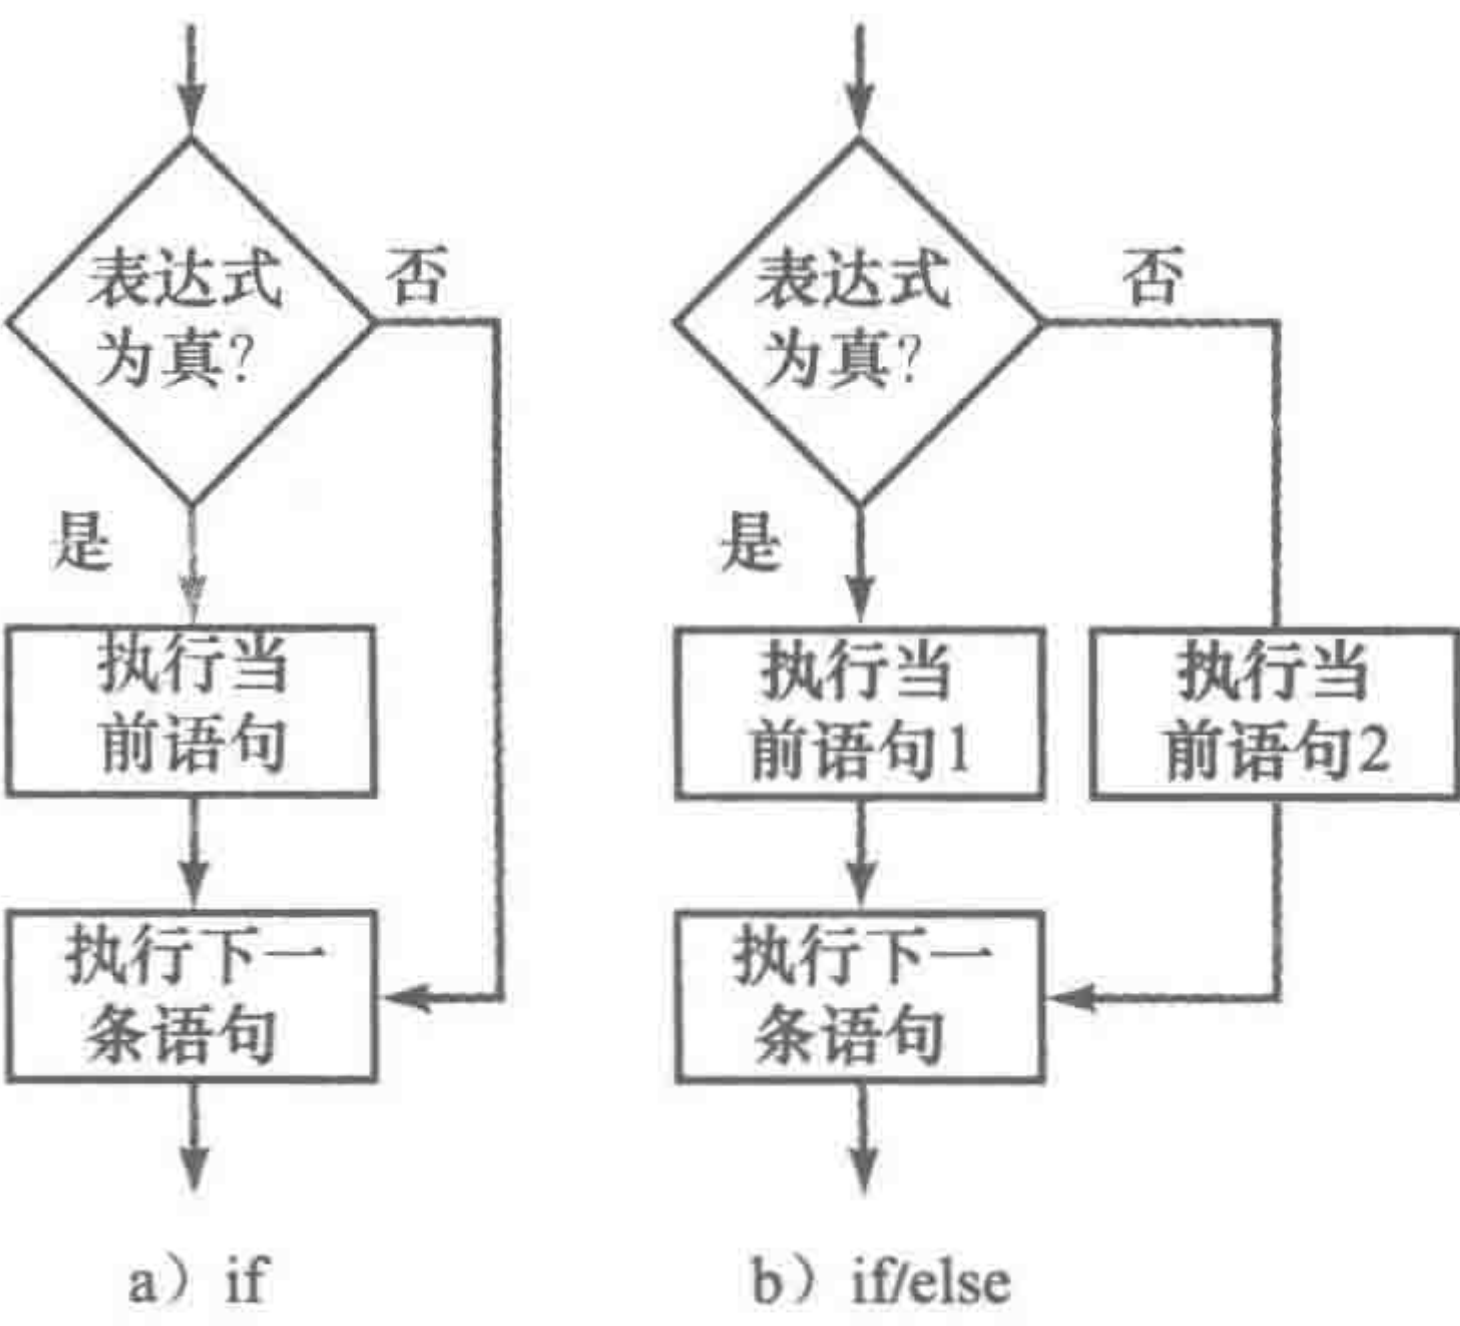 表达式
为真?
否
是
执行当
前语句
执行下一
条语句
a）if
表达式
为真?
否
是
执行当
前语句1
执行当
前语句2
执行下一
条语句
b）if/else